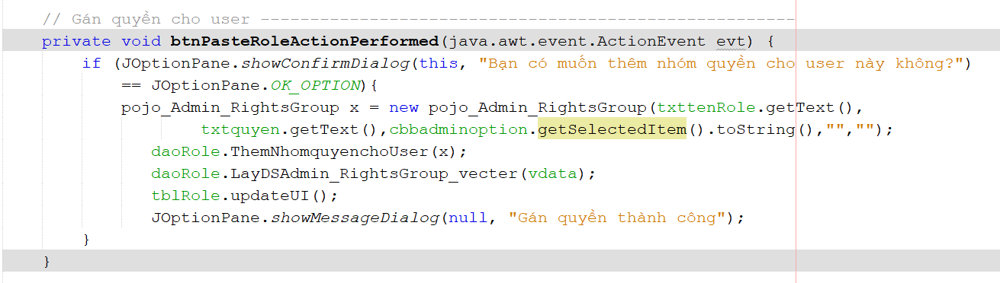 // Gán quyền cho user ------------------------------------------------------
private void btnPasteRoleActionPerformed(java.awt.event.ActionEvent evt) {
if (JOptionPane.showConfirmDialog(this, "Bạn có muốn thêm nhóm quyền cho user này không?")
== JOptionPane.OK_OPTION){
pojo_Admin_RightsGroup x = new pojo_Admin_RightsGroup(txttenRole.getText(),
txtquyen.getText(),cbbadminoption.getSelectedItem().toString(),"","");
daoRole.ThemNhomquyenchoUser(x);
daoRole.LayDSAdmin_RightsGroup_vecter(vdata);
tblRole.updateUI();
JOptionPane.showMessageDialog(null, "Gán quyền thành công");
}
}